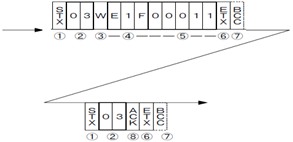 STX 0 3 W E 1 F 0 0 0 1 1 ETX BCC
① ② ③ ④ ⑤ ⑥ ⑦
STX 0 3 ACK ETX BCC
① ② ⑧ ⑥ ⑦